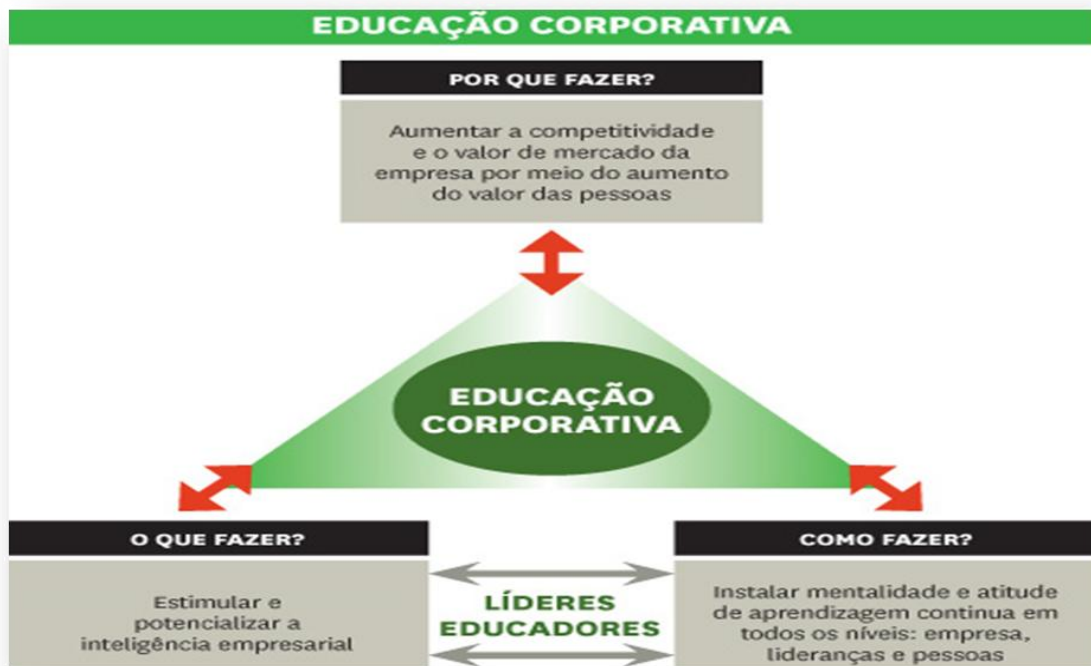 EDUCAÇÃO CORPORATIVA
POR QUE FAZER?
Aumentar a competitividade
e o valor de mercado da
empresa por meio do aumento
do valor das pessoas
EDUCAÇÃO
CORPORATIVA
O QUE FAZER?
Estimular e
potencializar a
inteligência empresarial
LÍDERES
EDUCADORES
COMO FAZER?
Instalar mentalidade e atitude
de aprendizagem continua em
todos os níveis: empresa,
lideranças e pessoas